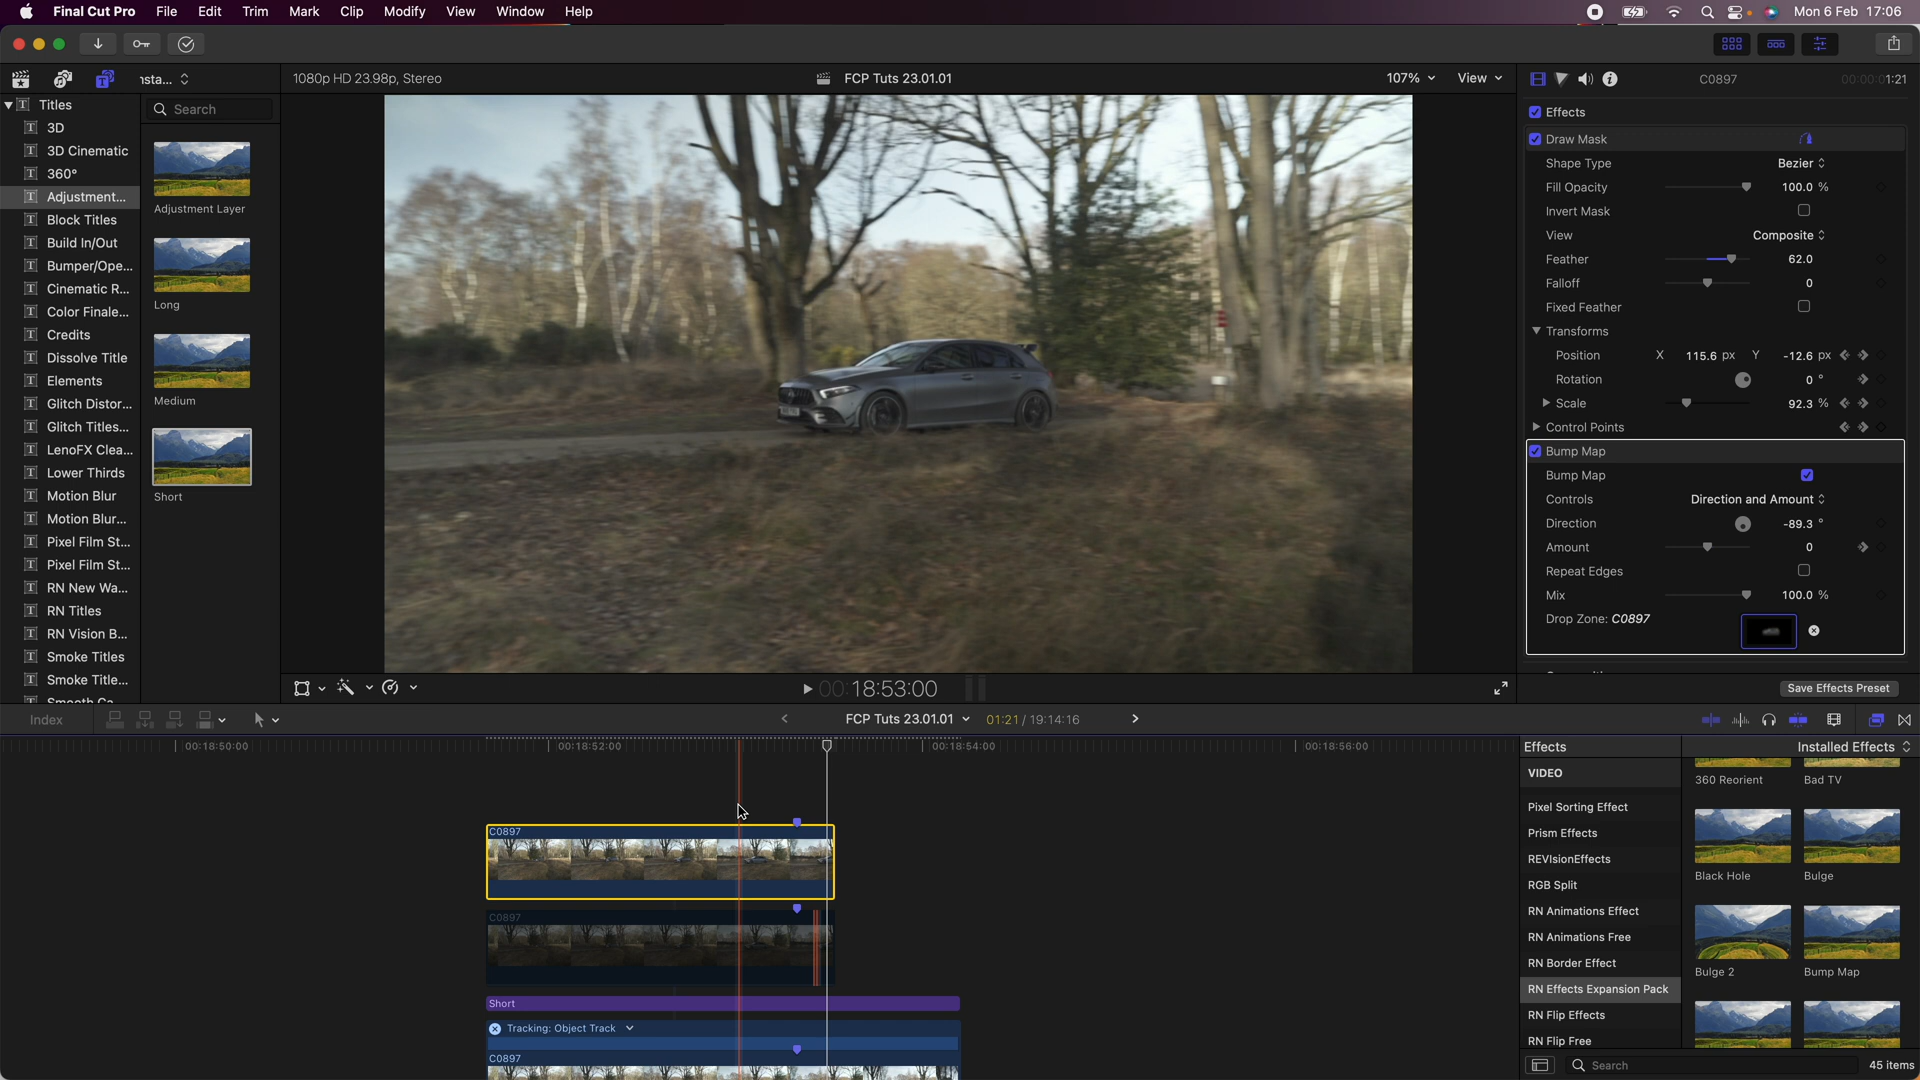 Final Cut Pro File Edit Trim Mark Clip Modify View Window Help Mon 6 Feb 17:06
nsta...
1080p HD 23.98p, Stereo
FCP Tuts 23.01.01
107%
View
C0897
00:00:01:21
Titles
3D
3D Cinematic
360°
Adjustment...
Block Titles
Build In/Out
Bumper/Ope...
Cinematic R...
Color Finale...
Credits
Dissolve Title
Elements
Glitch Distor...
Glitch Titles...
LenoFX Clea...
Lower Thirds
Motion Blur
Motion Blur...
Pixel Film St...
Pixel Film St...
RN New Wa...
RN Titles
RN Vision B...
Smoke Titles
Smoke Title...
Search
Adjustment Layer
Long
Medium
Short
Effects
Draw Mask
Shape Type Bezier
Fill Opacity 100.0 %
Invert Mask
View Composite
Feather 62.0
Falloff 0
Fixed Feather
Transforms
Position X 115.6 px Y -12.6 px
Rotation 0 °
Scale 92.3 %
Control Points
Bump Map
Bump Map
Controls Direction and Amount
Direction -89.3 °
Amount 0
Repeat Edges
Mix 100.0 %
Drop Zone: C0897
Save Effects Preset
00:18:53:00
Index
FCP Tuts 23.01.01
01:21 / 19:14:16
00:18:50:00
00:18:52:00
00:18:54:00
00:18:56:00
C0897
C0897
Short
Tracking: Object Track
C0897
Effects
Installed Effects
VIDEO
Pixel Sorting Effect
Prism Effects
REVIsionEffects
RGB Split
RN Animations Effect
RN Animations Free
RN Border Effect
RN Effects Expansion Pack
RN Flip Effects
RN Flip Free
360 Reorient
Bad TV
Black Hole
Bulge
Bulge 2
Bump Map
Search
45 items